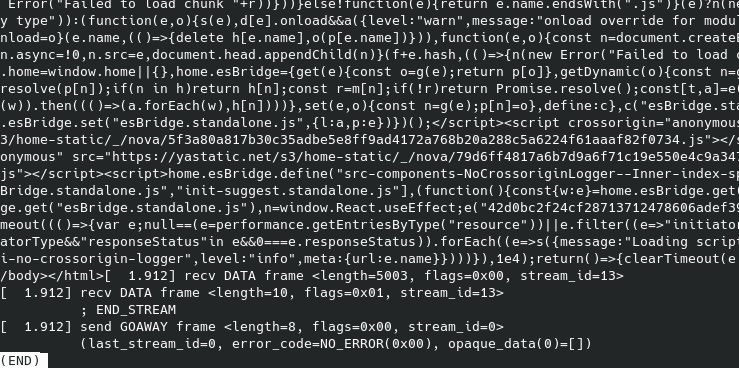 Error("Failed to load chunk "+r))}))}else!function(e){return e.name.endsWith(".js")}(e)?n(ne
y type")):(function(e,o){s(e),d[e].onload&&a({level:"warn",message:"onload override for modul
nload=o}(e.name,(()=>{delete h[e.name],o(p[e.name])})),function(e,o){const n=document.createE
n.async=!0,n.src=e,document.head.appendChild(n)}(f+e.hash,(()=>{n(new Error("Failed to load c
.home=window.home||{},home.esBridge={get(e){const o=g(e);return p[o]},getDynamic(o){const n=g
resolve(p[n]);if(n in h)return h[n];const r=m[n];if(!r)return Promise.resolve();const[t,a]=e(
(w)).then((()=>(a.forEach(w),h[n])))},set(e,o){const n=g(e);p[n]=o},define:c},c("esBridge.sta
.esBridge.set("esBridge.standalone.js",{l:a,p:e})})();</script><script crossorigin="anonymous
3/home-static/_/nova/5f3a80a817b30c35adbe5e8ff9ad4172a768b20a288c5a6224f61aaaf82f0734.js"></s
onymous" src="https://yastatic.net/s3/home-static/_/nova/79d6ff4817a6b7d9a6f71c19e550e4c9a347
js"></script><script>home.esBridge.define("src-components-NoCrossoriginLogger--Inner-index-sp
Bridge.standalone.js","init-suggest.standalone.js"],(function(){const{w:e}=home.esBridge.get(
ge.get("esBridge.standalone.js"),n=window.React.useEffect;e("42d0bc2f24cf28713712478606adef39
meout((()=>{var e;null==(e=performance.getEntriesByType("resource"))||e.filter((e=>"initiator
atorType&&"responseStatus"in e&&0===e.responseStatus)).forEach((e=>s({message:"Loading script
i-no-crossorigin-logger",level:"info",meta:{url:e.name}})))}),1e4);return()=>{clearTimeout(e
/body></html>[  1.912] recv DATA frame <length=5003, flags=0x00, stream_id=13>
[  1.912] recv DATA frame <length=10, flags=0x01, stream_id=13>
          ; END_STREAM
[  1.912] send GOAWAY frame <length=8, flags=0x00, stream_id=0>
          (last_stream_id=0, error_code=NO_ERROR(0x00), opaque_data(0)=[])
(END)